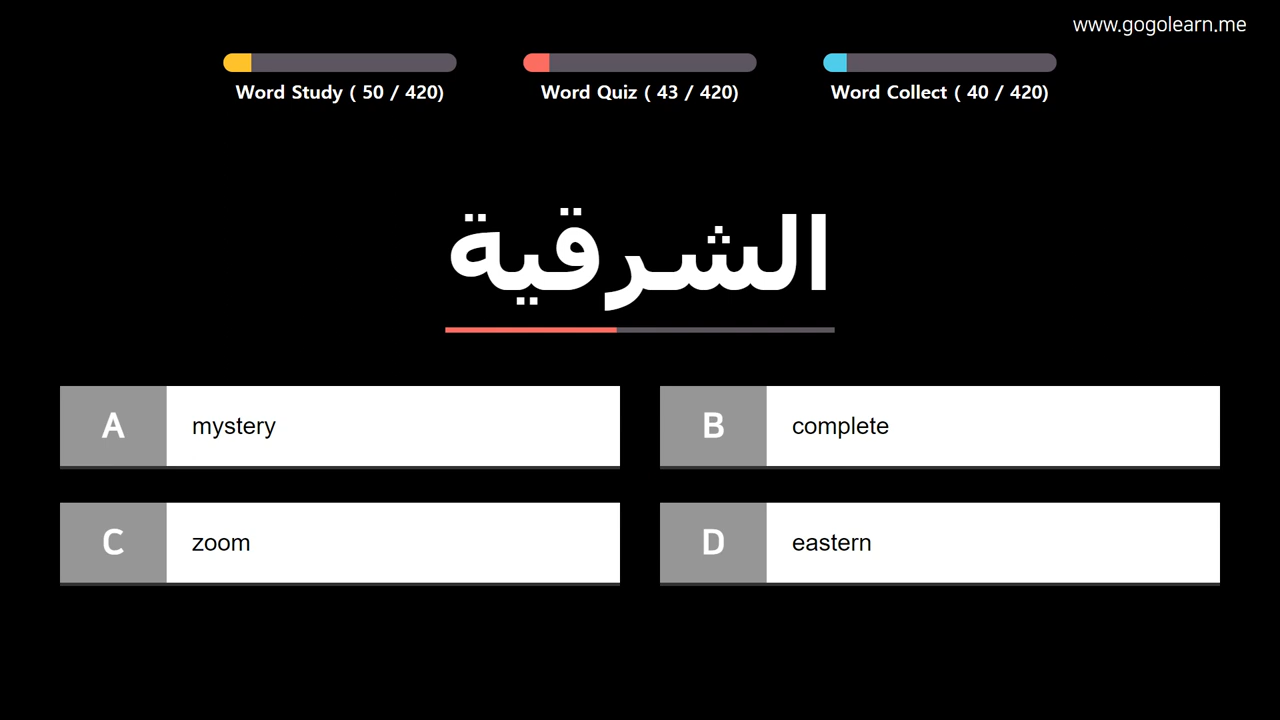 www.gogolearn.me
Word Study ( 50 / 420)
Word Quiz ( 43 / 420)
Word Collect ( 40 / 420)
الشرقية
A mystery
B complete
C zoom
D eastern